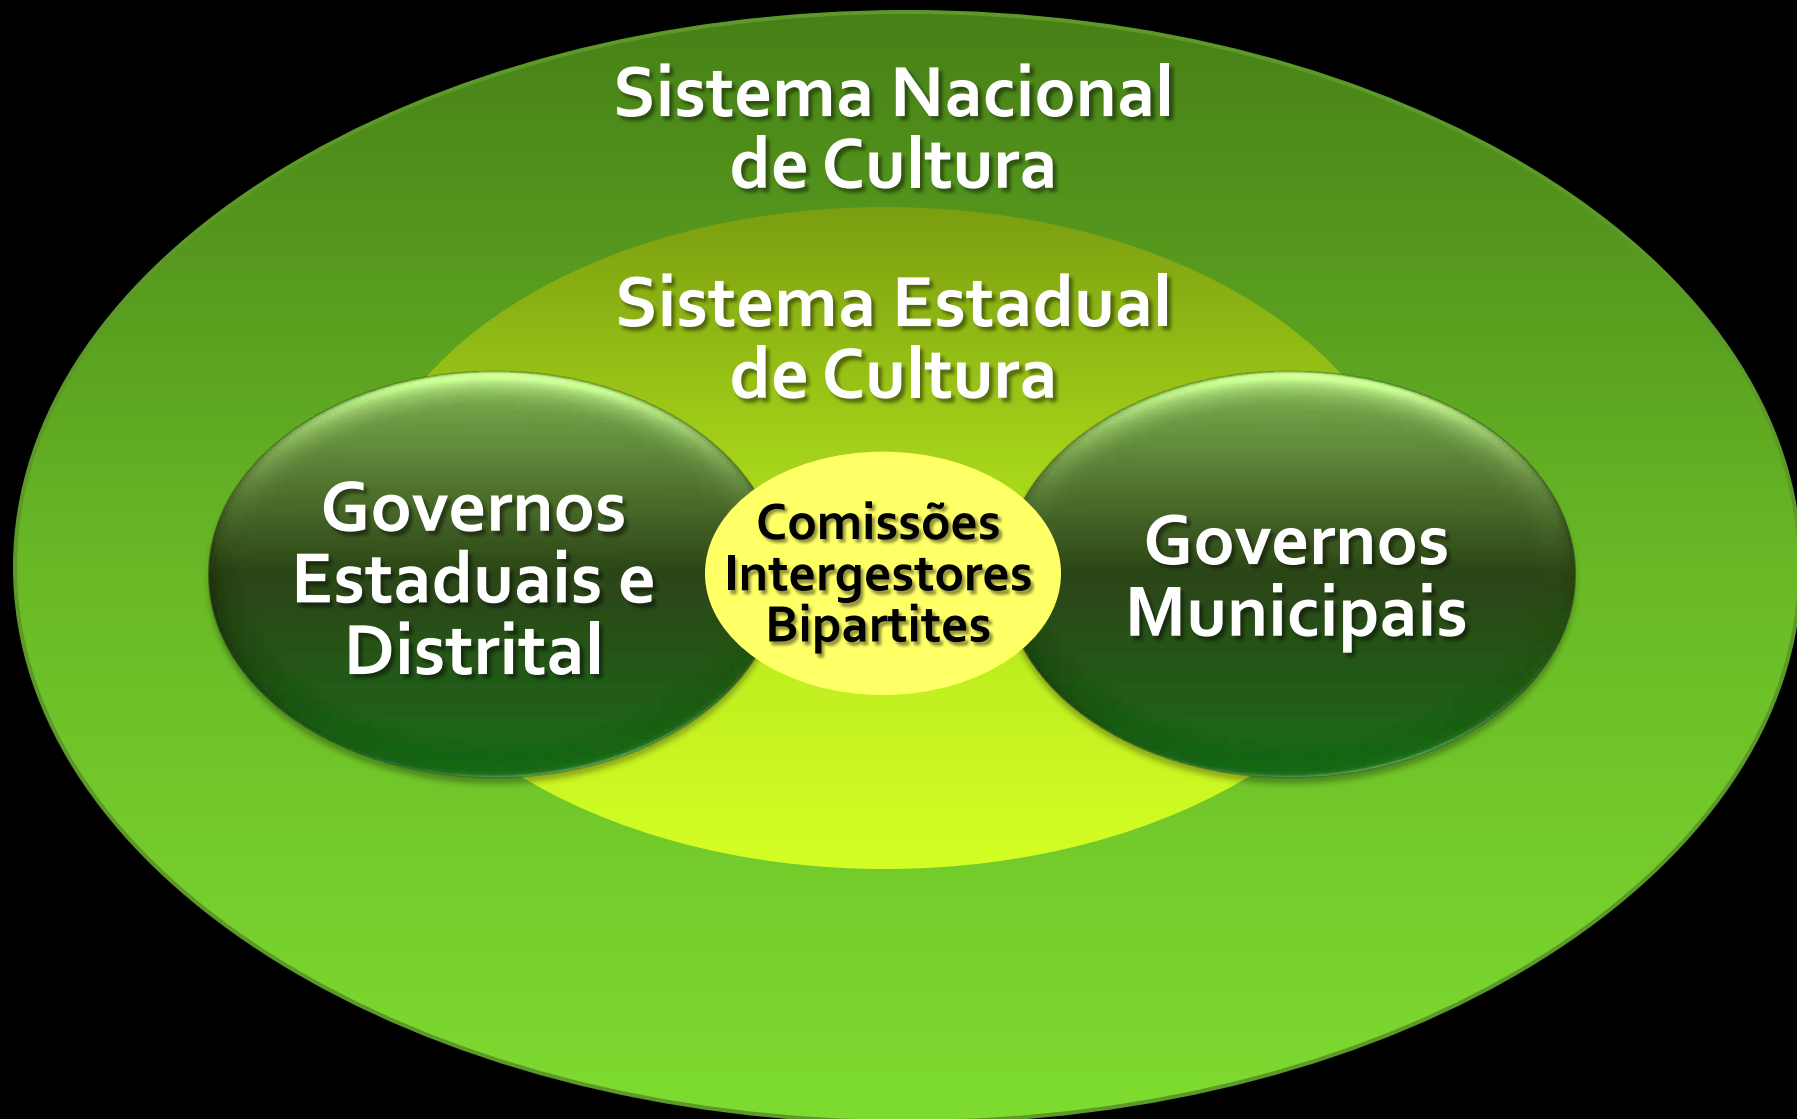 Sistema Nacional
de Cultura
Sistema Estadual
de Cultura
Governos
Estaduais e
Distrital
Comissões
Intergestores
Bipartites
Governos
Municipais